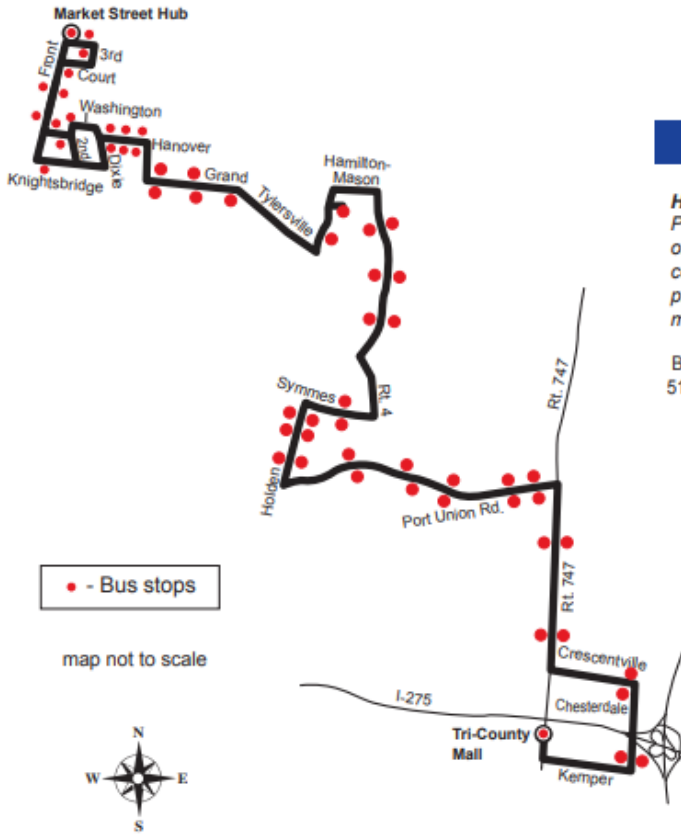 Market Street Hub
3rd
Front
Court
Washington
2nd
Dixie
Hanover
Knightsbridge
Grand
Tylersville
Hamilton-
Mason
Rt. 747
Symmes
Rt. 4
Holden
Port Union Rd.
Rt. 747
• - Bus stops
map not to scale
Crescentville
I-275
Chesterdale
Tri-County
Mall
Kemper
N
W
E
S
H
P
o
c
p
m
B
51